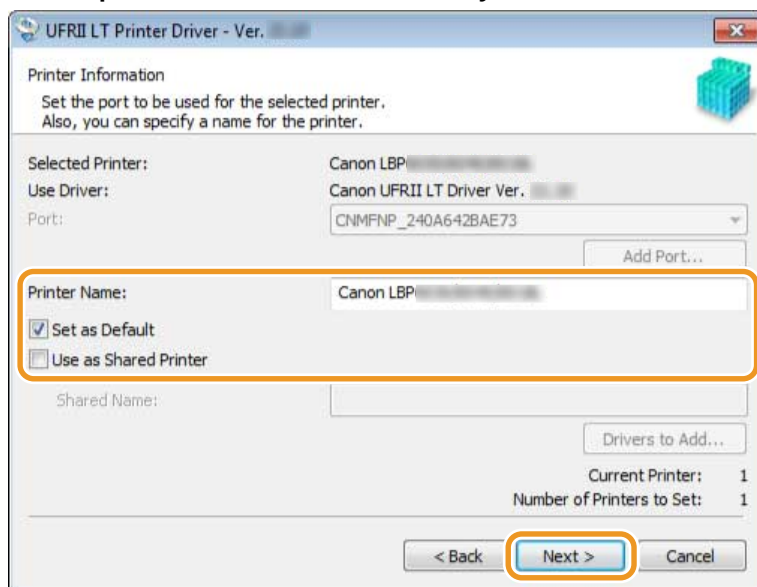 UFRII LT Printer Driver - Ver.
Printer Information
Set the port to be used for the selected printer.
Also, you can specify a name for the printer.
Selected Printer: Canon LBP
Use Driver: Canon UFRII LT Driver Ver.
Port: CNMFNP_240A642BAE73
Add Port...
Printer Name: Canon LBP
Set as Default
Use as Shared Printer
Shared Name:
Drivers to Add...
Current Printer: 1
Number of Printers to Set: 1
< Back Next > Cancel